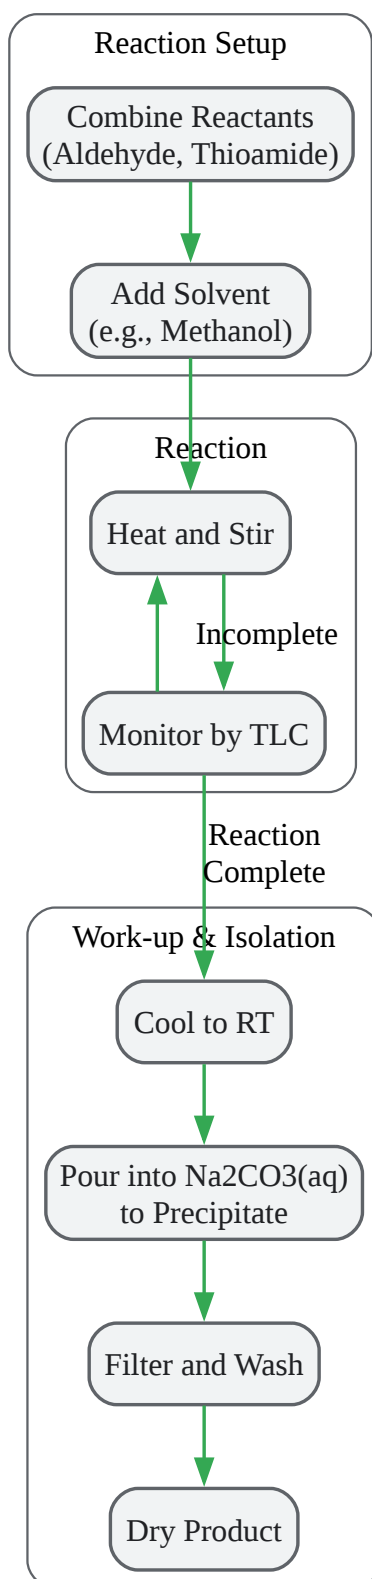 Reaction Setup
Combine Reactants
(Aldehyde, Thioamide)
Add Solvent
(e.g., Methanol)
Reaction
Heat and Stir
Incomplete
Monitor by TLC
Reaction
Complete
Work-up & Isolation
Cool to RT
Pour into Na2CO3(aq)
to Precipitate
Filter and Wash
Dry Product